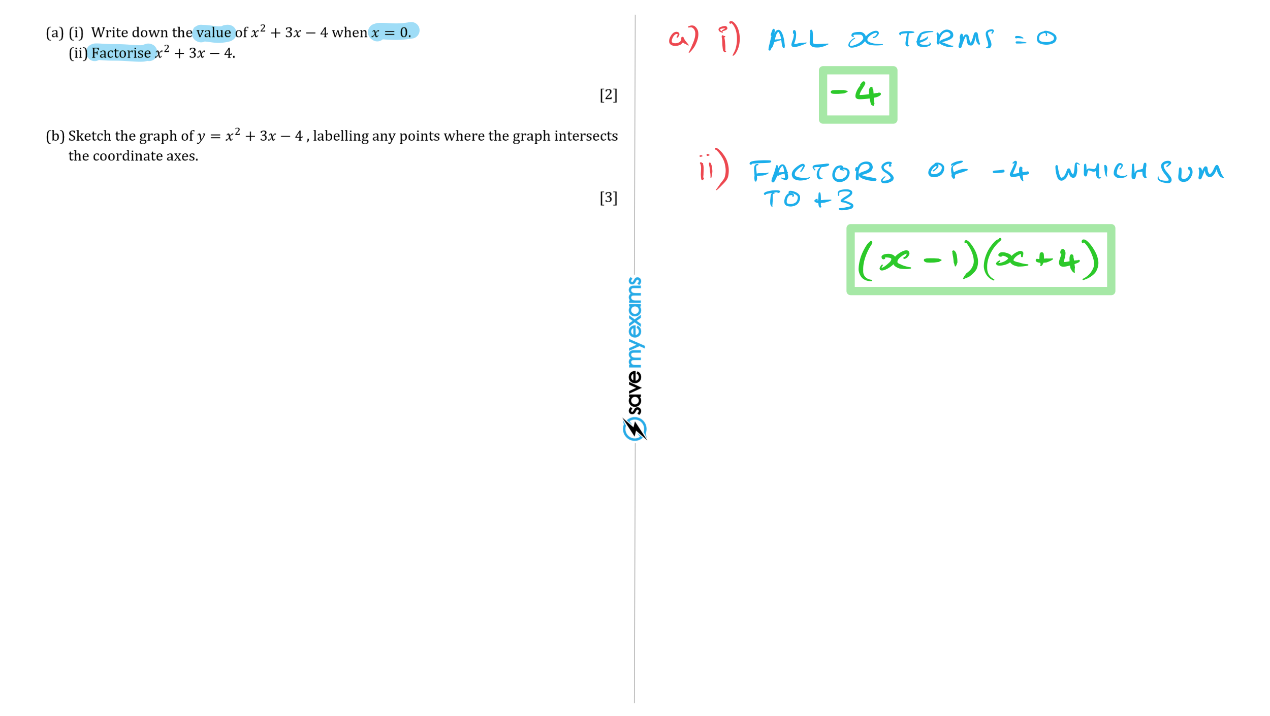 (a) (i) Write down the value of x² + 3x − 4 when x = 0.
(ii) Factorise x² + 3x − 4.
[2]
(b) Sketch the graph of y = x² + 3x − 4 , labelling any points where the graph intersects
the coordinate axes.
[3]
save my exams
a) i) ALL x TERMS = 0
-4
ii) FACTORS OF -4 WHICH SUM
TO +3
(x - 1)(x + 4)